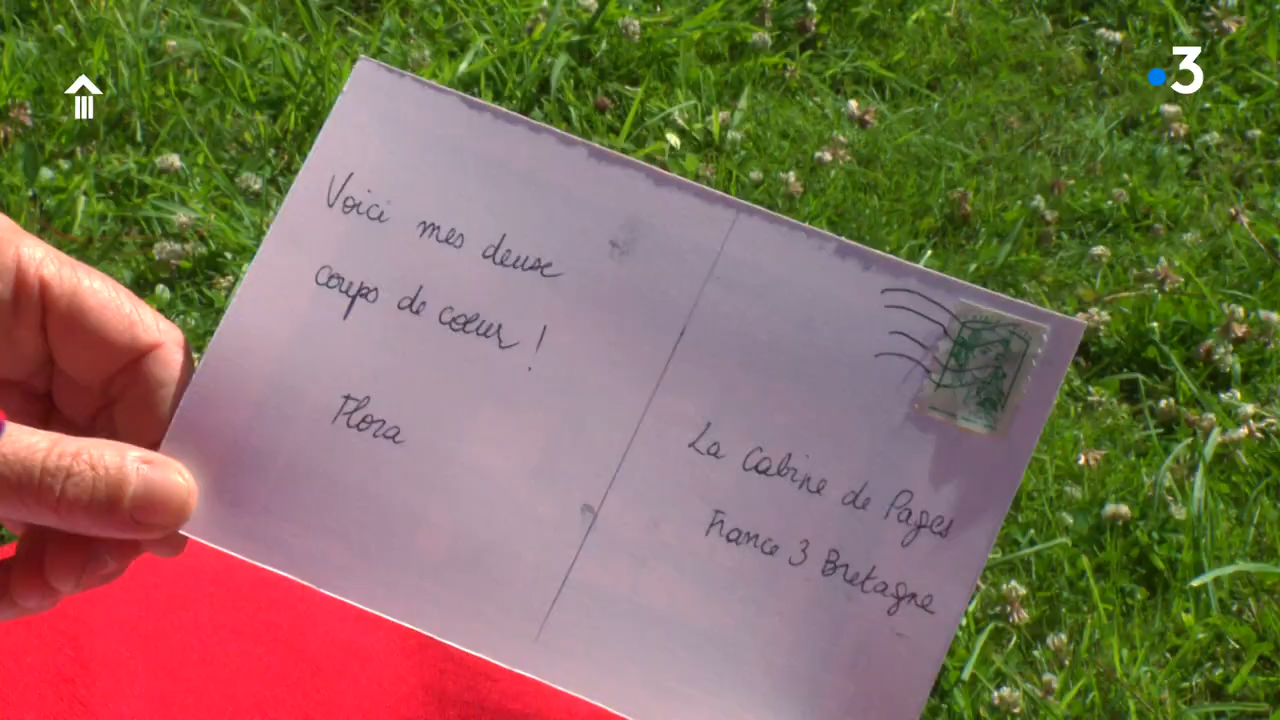 3
Voici mes deux
coups de cœur !
Flora
La Cabine de Pages
France 3 Bretagne